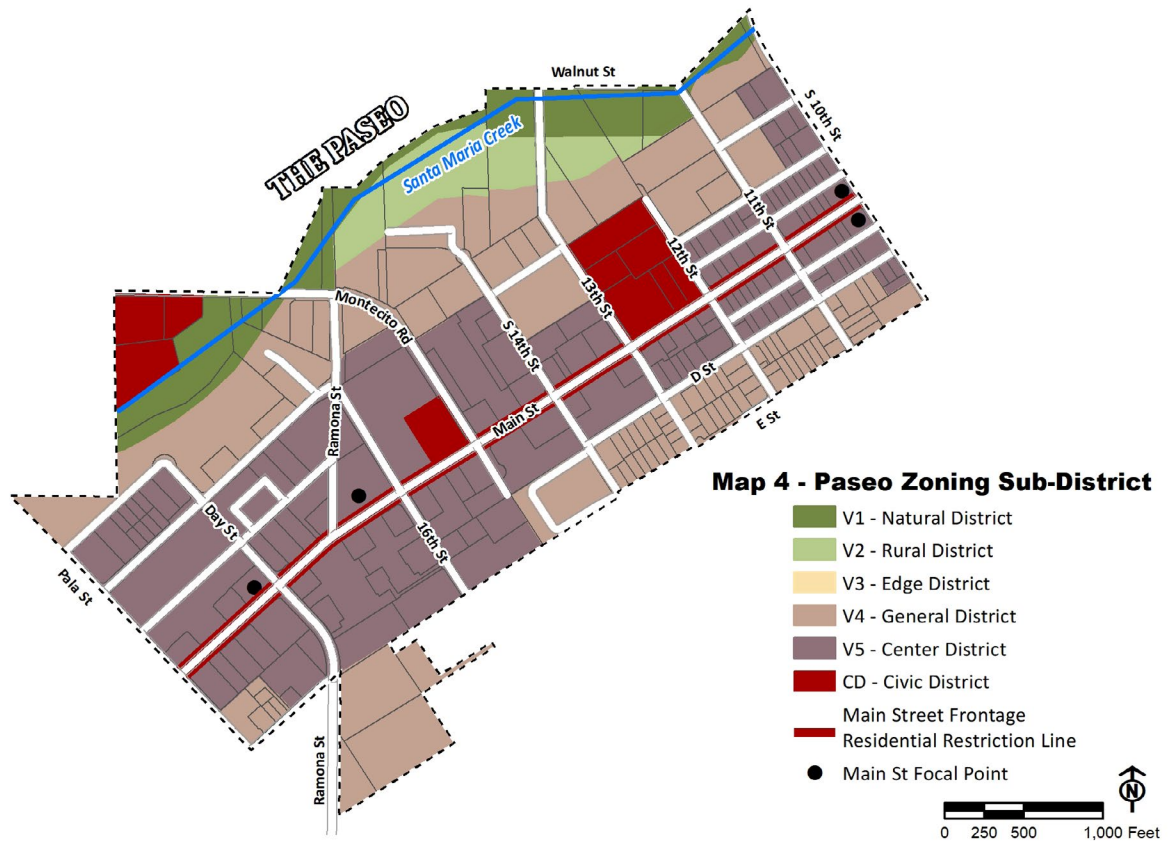 Walnut St
THE PASEO
Santa Maria Creek
S 10th St
11th St
12th St
13th St
S 14th St
Montecito Rd
Ramona St
Main St
D St
E St
Day St
16th St
Pala St
Ramona St
Map 4 - Paseo Zoning Sub-District
V1 - Natural District
V2 - Rural District
V3 - Edge District
V4 - General District
V5 - Center District
CD - Civic District
Main Street Frontage
Residential Restriction Line
Main St Focal Point
N
0 250 500 1,000 Feet